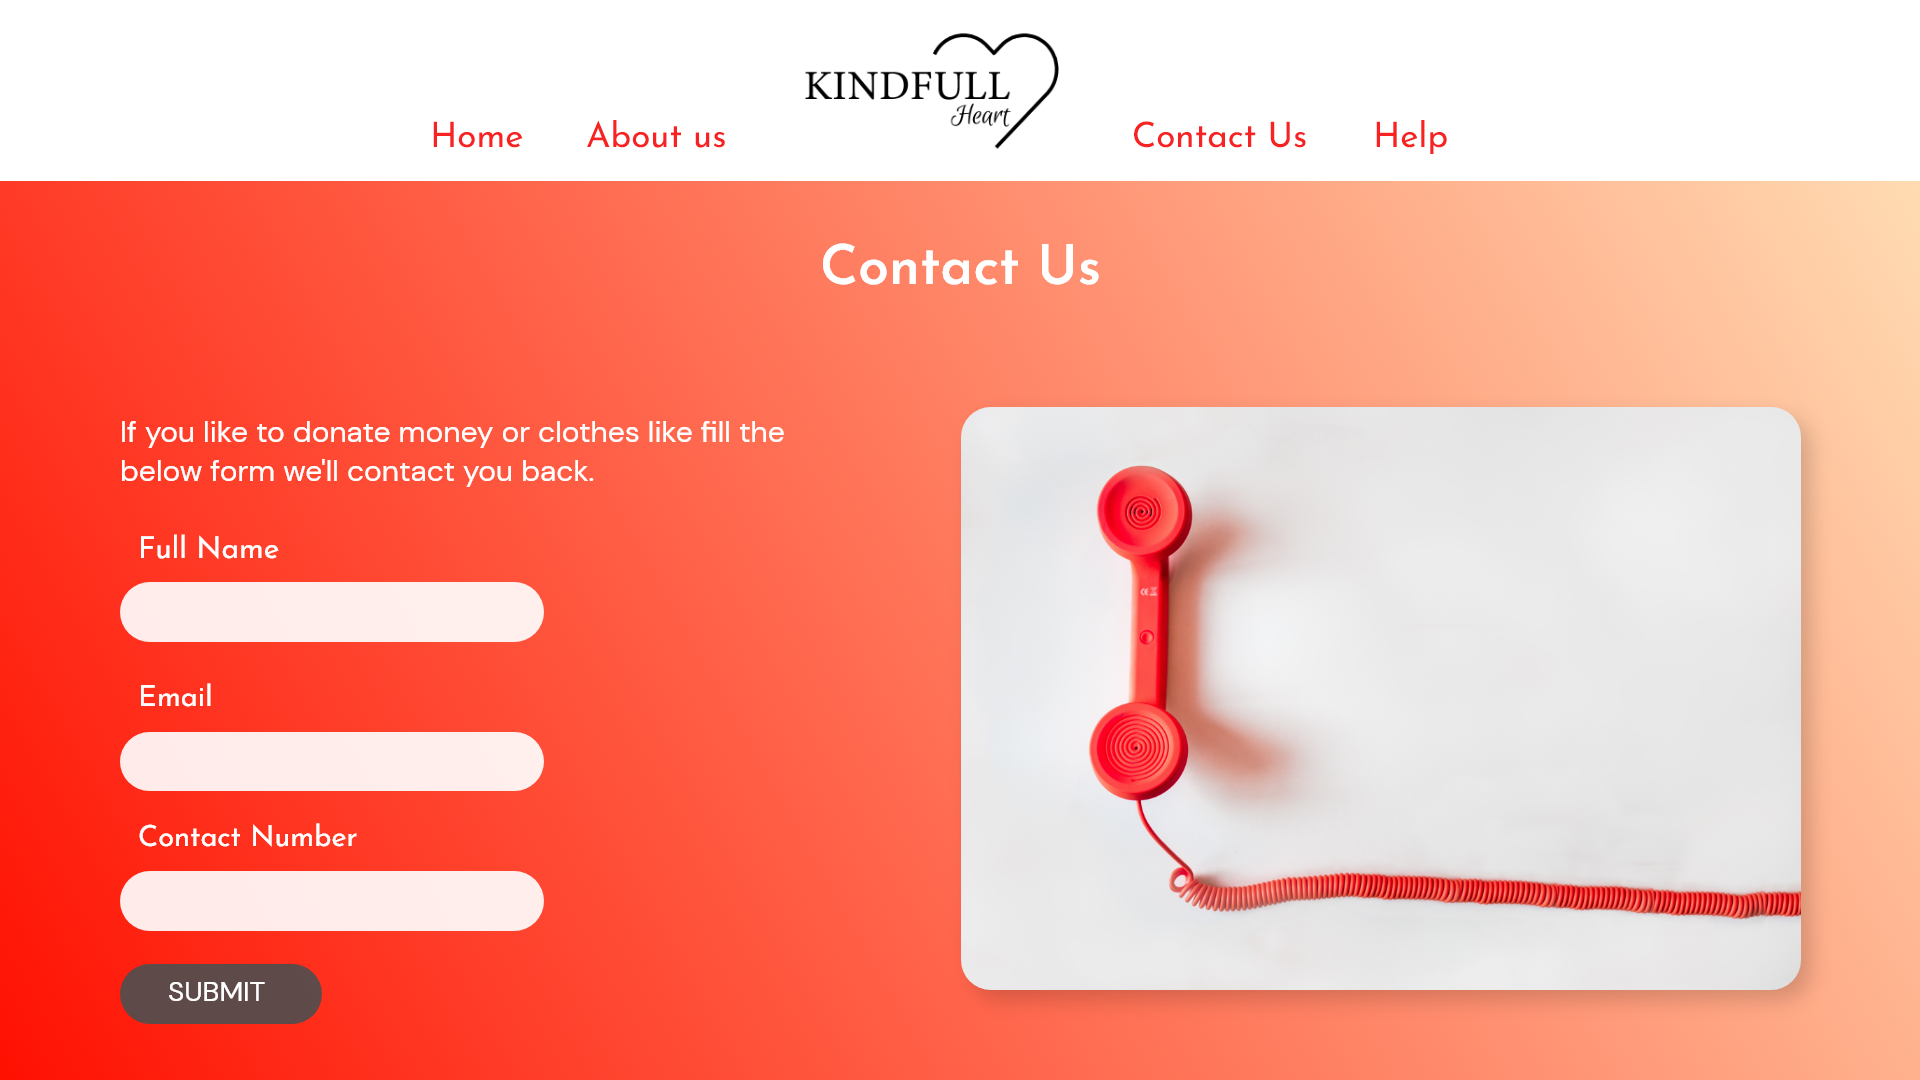 KINDFULL
Heart
Home
About us
Contact Us
Help
Contact Us
If you like to donate money or clothes like fill the
below form we'll contact you back.
Full Name
Email
Contact Number
SUBMIT
CE